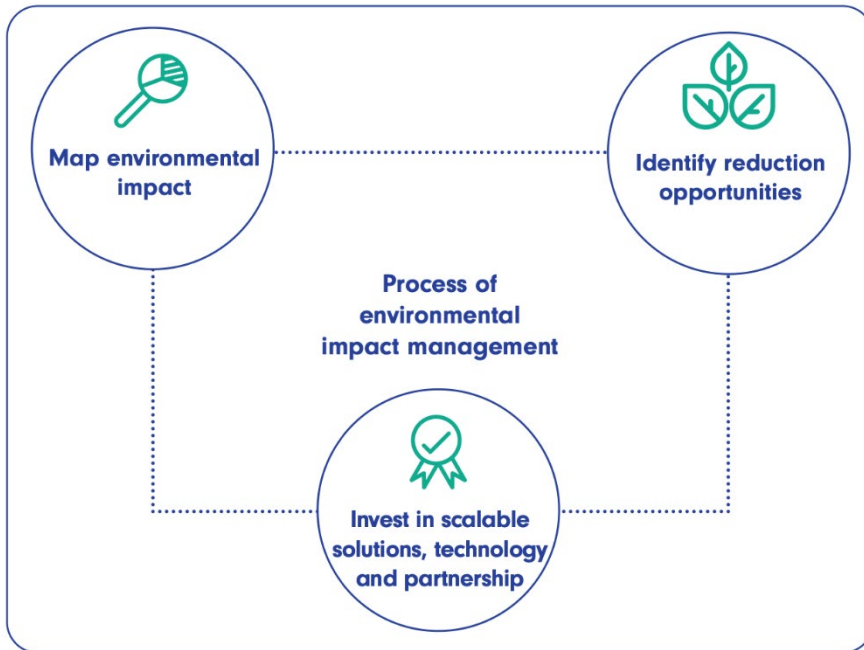 Map environmental
impact
Identify reduction
opportunities
Process of
environmental
impact management
Invest in scalable
solutions, technology
and partnership